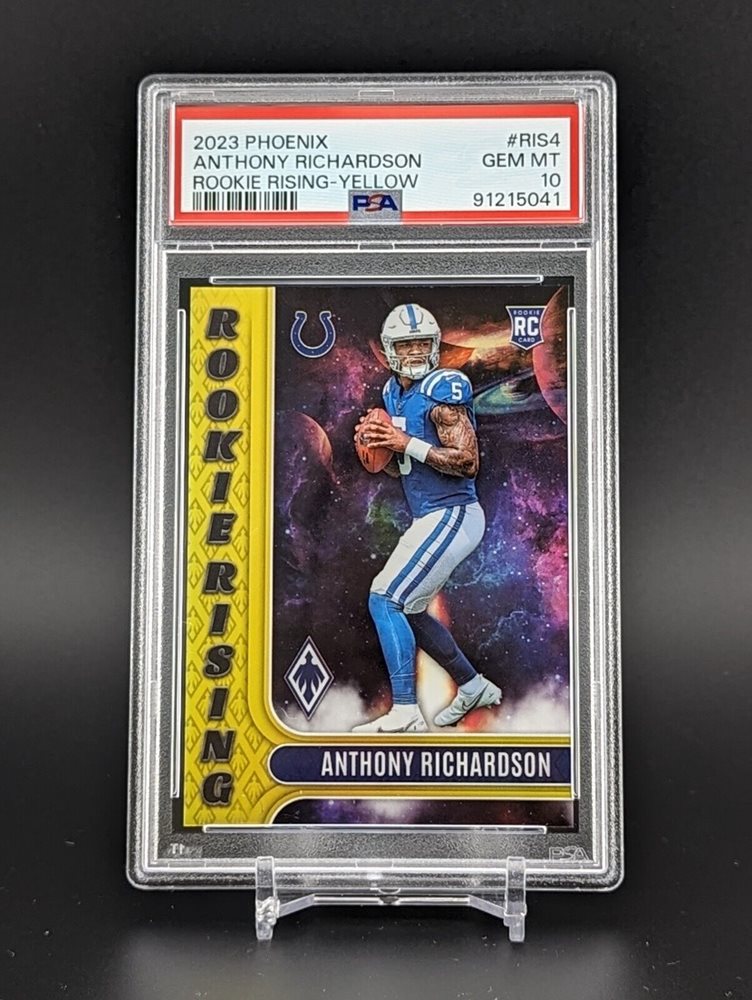 2023 PHOENIX #RIS4
ANTHONY RICHARDSON GEM MT
ROOKIE RISING-YELLOW 10
PSA 91215041
ROOKIE RISING
ROOKIE
RC
CARD
5
5
ANTHONY RICHARDSON
PSA